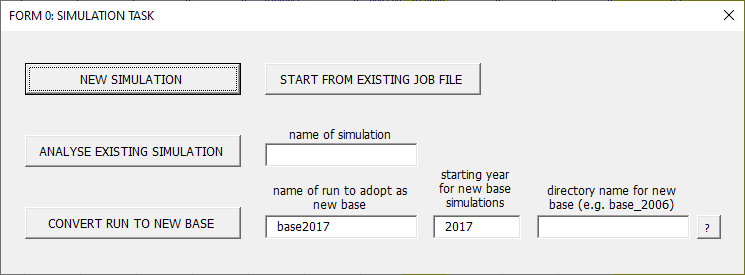 FORM 0: SIMULATION TASK
NEW SIMULATION
START FROM EXISTING JOB FILE
name of simulation
ANALYSE EXISTING SIMULATION
name of run to adopt as
new base
starting year
for new base
simulations
directory name for new
base (e.g. base_2006)
CONVERT RUN TO NEW BASE
base2017
2017
?